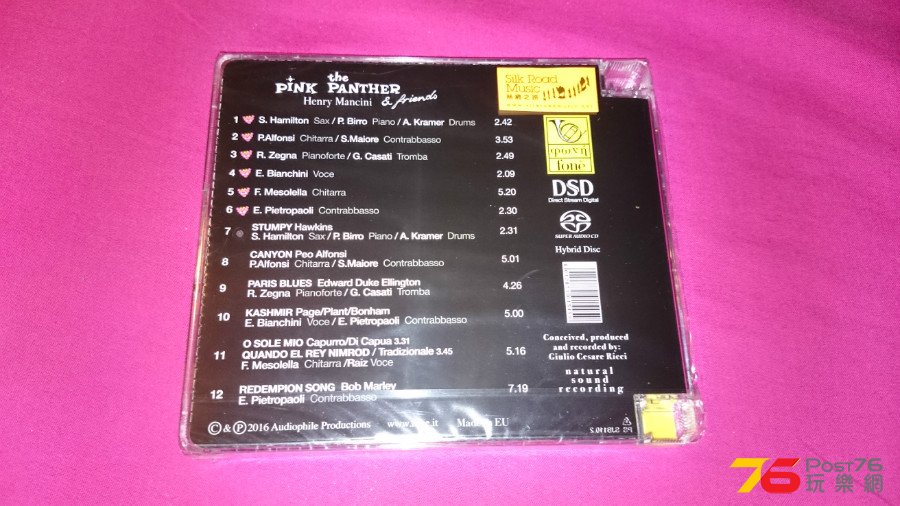 the
PINK PANTHER
Henry Mancini & friends
1 S. Hamilton Sax / P. Birro Piano / A. Kramer Drums 2.42
2 P.Alfonsi Chitarra / S.Maiore Contrabbasso 3.53
3 R. Zegna Pianoforte / G. Casati Tromba 2.49
4 E. Bianchini Voce 2.09
5 F. Mesolella Chitarra 5.20
6 E. Pietropaoli Contrabbasso 2.30
7 STUMPY Hawkins
S. Hamilton Sax / P. Birro Piano / A. Kramer Drums 2.31
8 CANYON Peo Alfonsi
P.Alfonsi Chitarra / S.Maiore Contrabbasso 5.01
9 PARIS BLUES Edward Duke Ellington
R. Zegna Pianoforte / G. Casati Tromba 4.26
10 KASHMIR Page/Plant/Bonham
E. Bianchini Voce / E. Pietropaoli Contrabbasso 5.00
11 O SOLE MIO Capurro/Di Capua 3.31
QUANDO EL REY NIMROD / Tradizionale 3.45
F. Mesolella Chitarra /Raiz Voce 5.16
12 REDEMPION SONG Bob Marley
E. Pietropaoli Contrabbasso 7.19
© & ℗ 2016 Audiophile Productions Made in EU
Silk Road
Music
絲網之路
Tone
DSD
Direct Stream Digital
SUPER AUDIO CD
Hybrid Disc
Conceived, produced
and recorded by:
Giulio Cesare Ricci
natural
sound
recording
76 Post76
玩樂網